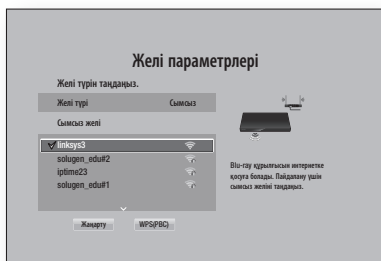 Желі параметрлері
Желі түрін таңдаңыз.
Желі түрі Сымсыз
Сымсыз желі
linksys3
solugen_edu#2
iptime23
solugen_edu#1
Blu-ray құрылғысын интернетке
қосуға болады. Пайдалану үшін
сымсыз желіні таңдаңыз.
Жаңарту WPS(PBC)